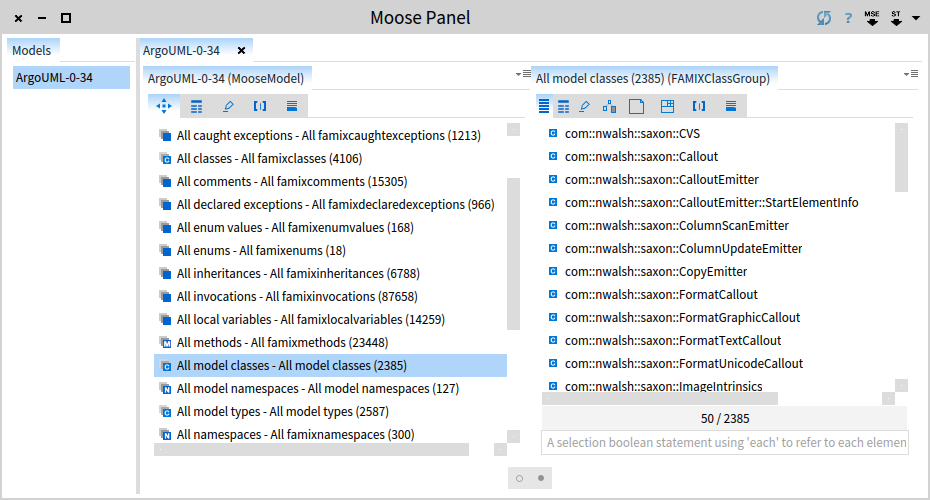 Moose Panel
?
MSE
ST
Models
ArgoUML-0-34
ArgoUML-0-34
ArgoUML-0-34 (MooseModel)
All caught exceptions - All famixcaughtexceptions (1213)
All classes - All famixclasses (4106)
All comments - All famixcomments (15305)
All declared exceptions - All famixdeclaredexceptions (966)
All enum values - All famixenumvalues (168)
All enums - All famixenums (18)
All inheritances - All famixinheritances (6788)
All invocations - All famixinvocations (87658)
All local variables - All famixlocalvariables (14259)
All methods - All famixmethods (23448)
All model classes - All model classes (2385)
All model namespaces - All model namespaces (127)
All model types - All model types (2587)
All namespaces - All famixnamespaces (300)
All model classes (2385) (FAMIXClassGroup)
com::nwalsh::saxon::CVS
com::nwalsh::saxon::Callout
com::nwalsh::saxon::CalloutEmitter
com::nwalsh::saxon::CalloutEmitter::StartElementInfo
com::nwalsh::saxon::ColumnScanEmitter
com::nwalsh::saxon::ColumnUpdateEmitter
com::nwalsh::saxon::CopyEmitter
com::nwalsh::saxon::FormatCallout
com::nwalsh::saxon::FormatGraphicCallout
com::nwalsh::saxon::FormatTextCallout
com::nwalsh::saxon::FormatUnicodeCallout
com::nwalsh::saxon::ImageIntrinsics
50 / 2385
A selection boolean statement using 'each' to refer to each elemen